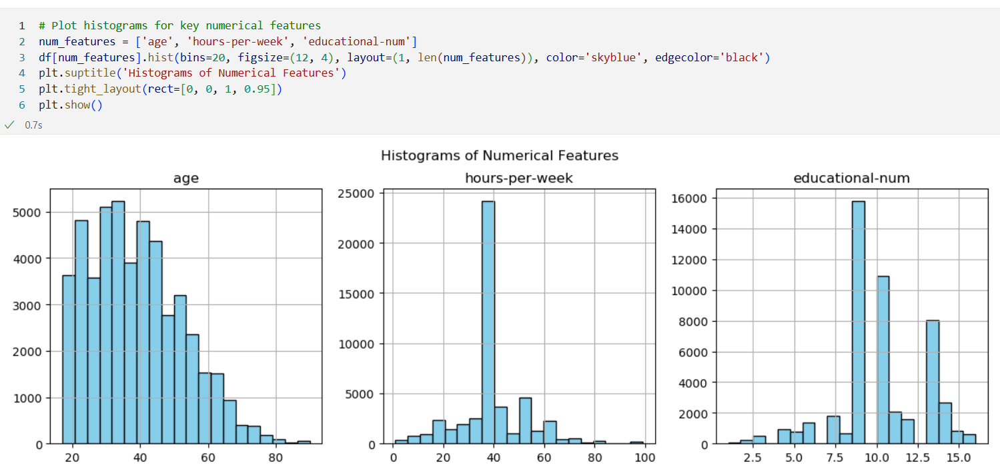 1 # Plot histograms for key numerical features
2 num_features = ['age', 'hours-per-week', 'educational-num']
3 df[num_features].hist(bins=20, figsize=(12, 4), layout=(1, len(num_features)), color='skyblue', edgecolor='black')
4 plt.suptitle('Histograms of Numerical Features')
5 plt.tight_layout(rect=[0, 0, 1, 0.95])
6 plt.show()
0.7s
Histograms of Numerical Features
age
5000
4000
3000
2000
1000
0
20 40 60 80
hours-per-week
25000
20000
15000
10000
5000
0
0 20 40 60 80 100
educational-num
16000
14000
12000
10000
8000
6000
4000
2000
0
2.5 5.0 7.5 10.0 12.5 15.0